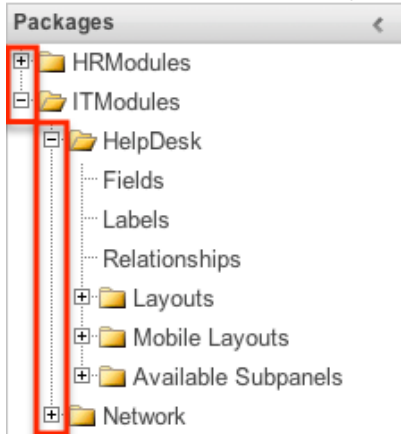 Packages
HRModules
ITModules
HelpDesk
Fields
Labels
Relationships
Layouts
Mobile Layouts
Available Subpanels
Network